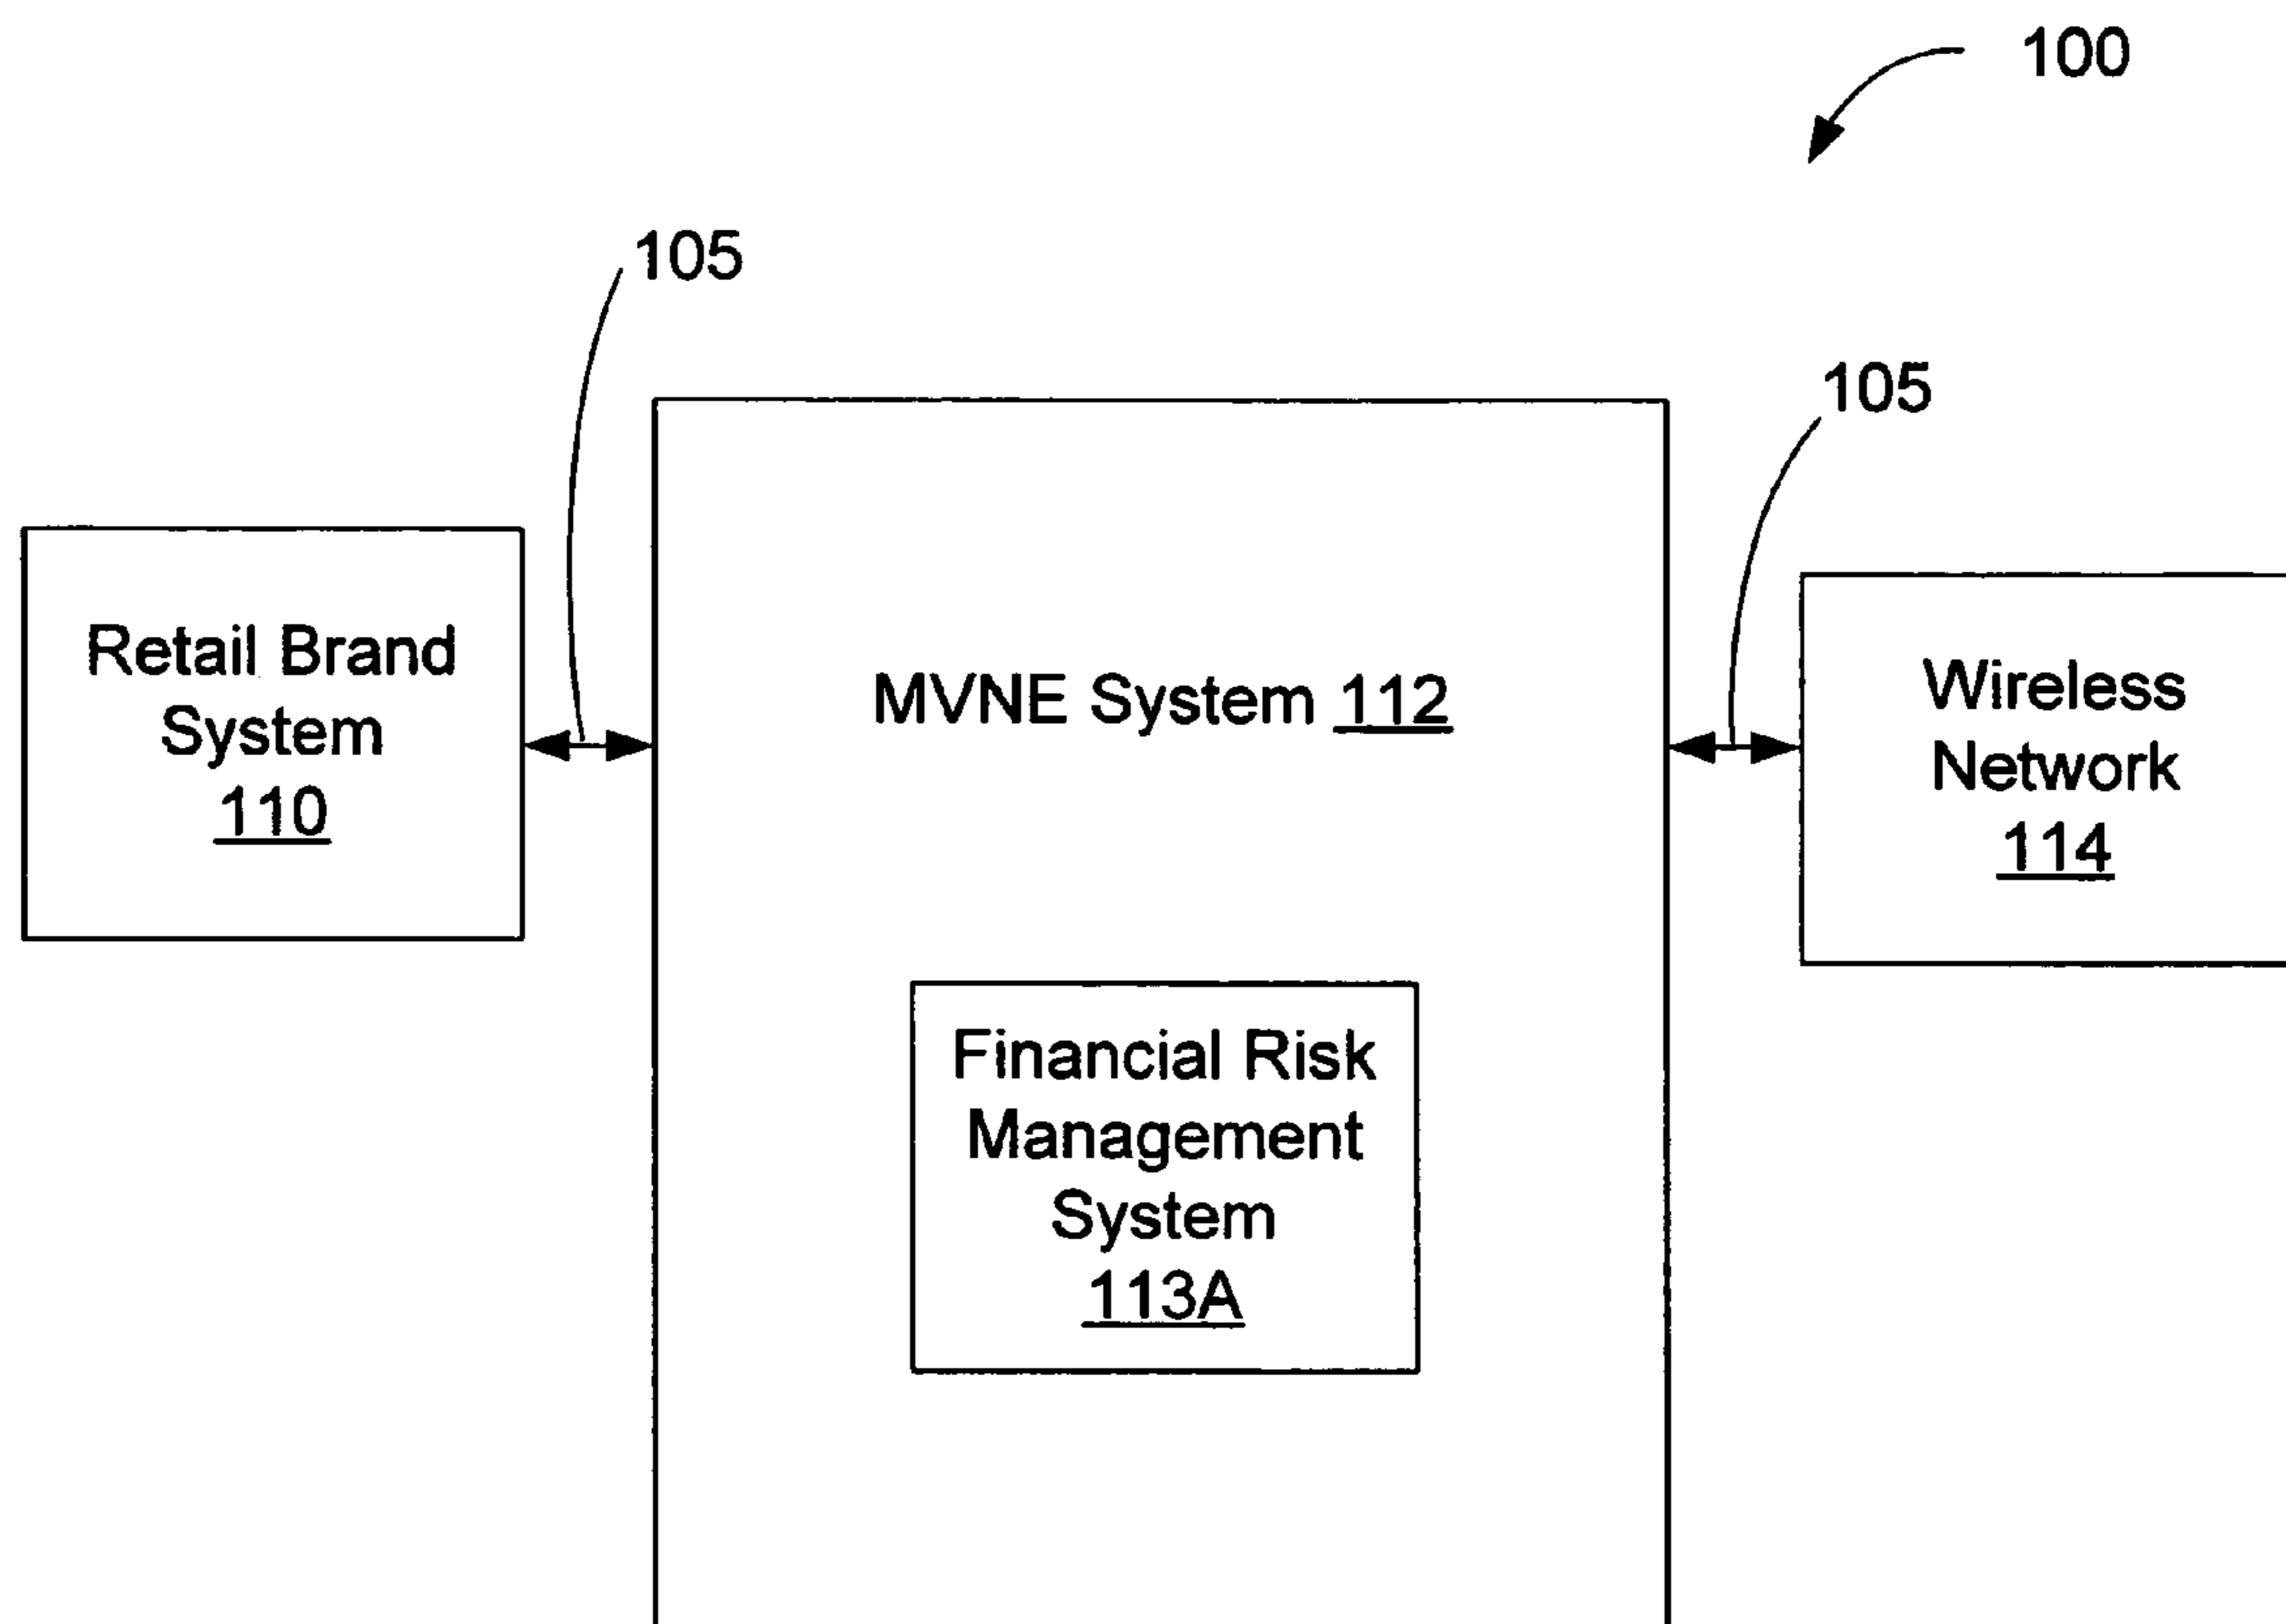 100
105
105
Retail Brand
System
110
MVNE System 112
Wireless
Network
114
Financial Risk
Management
System
113A